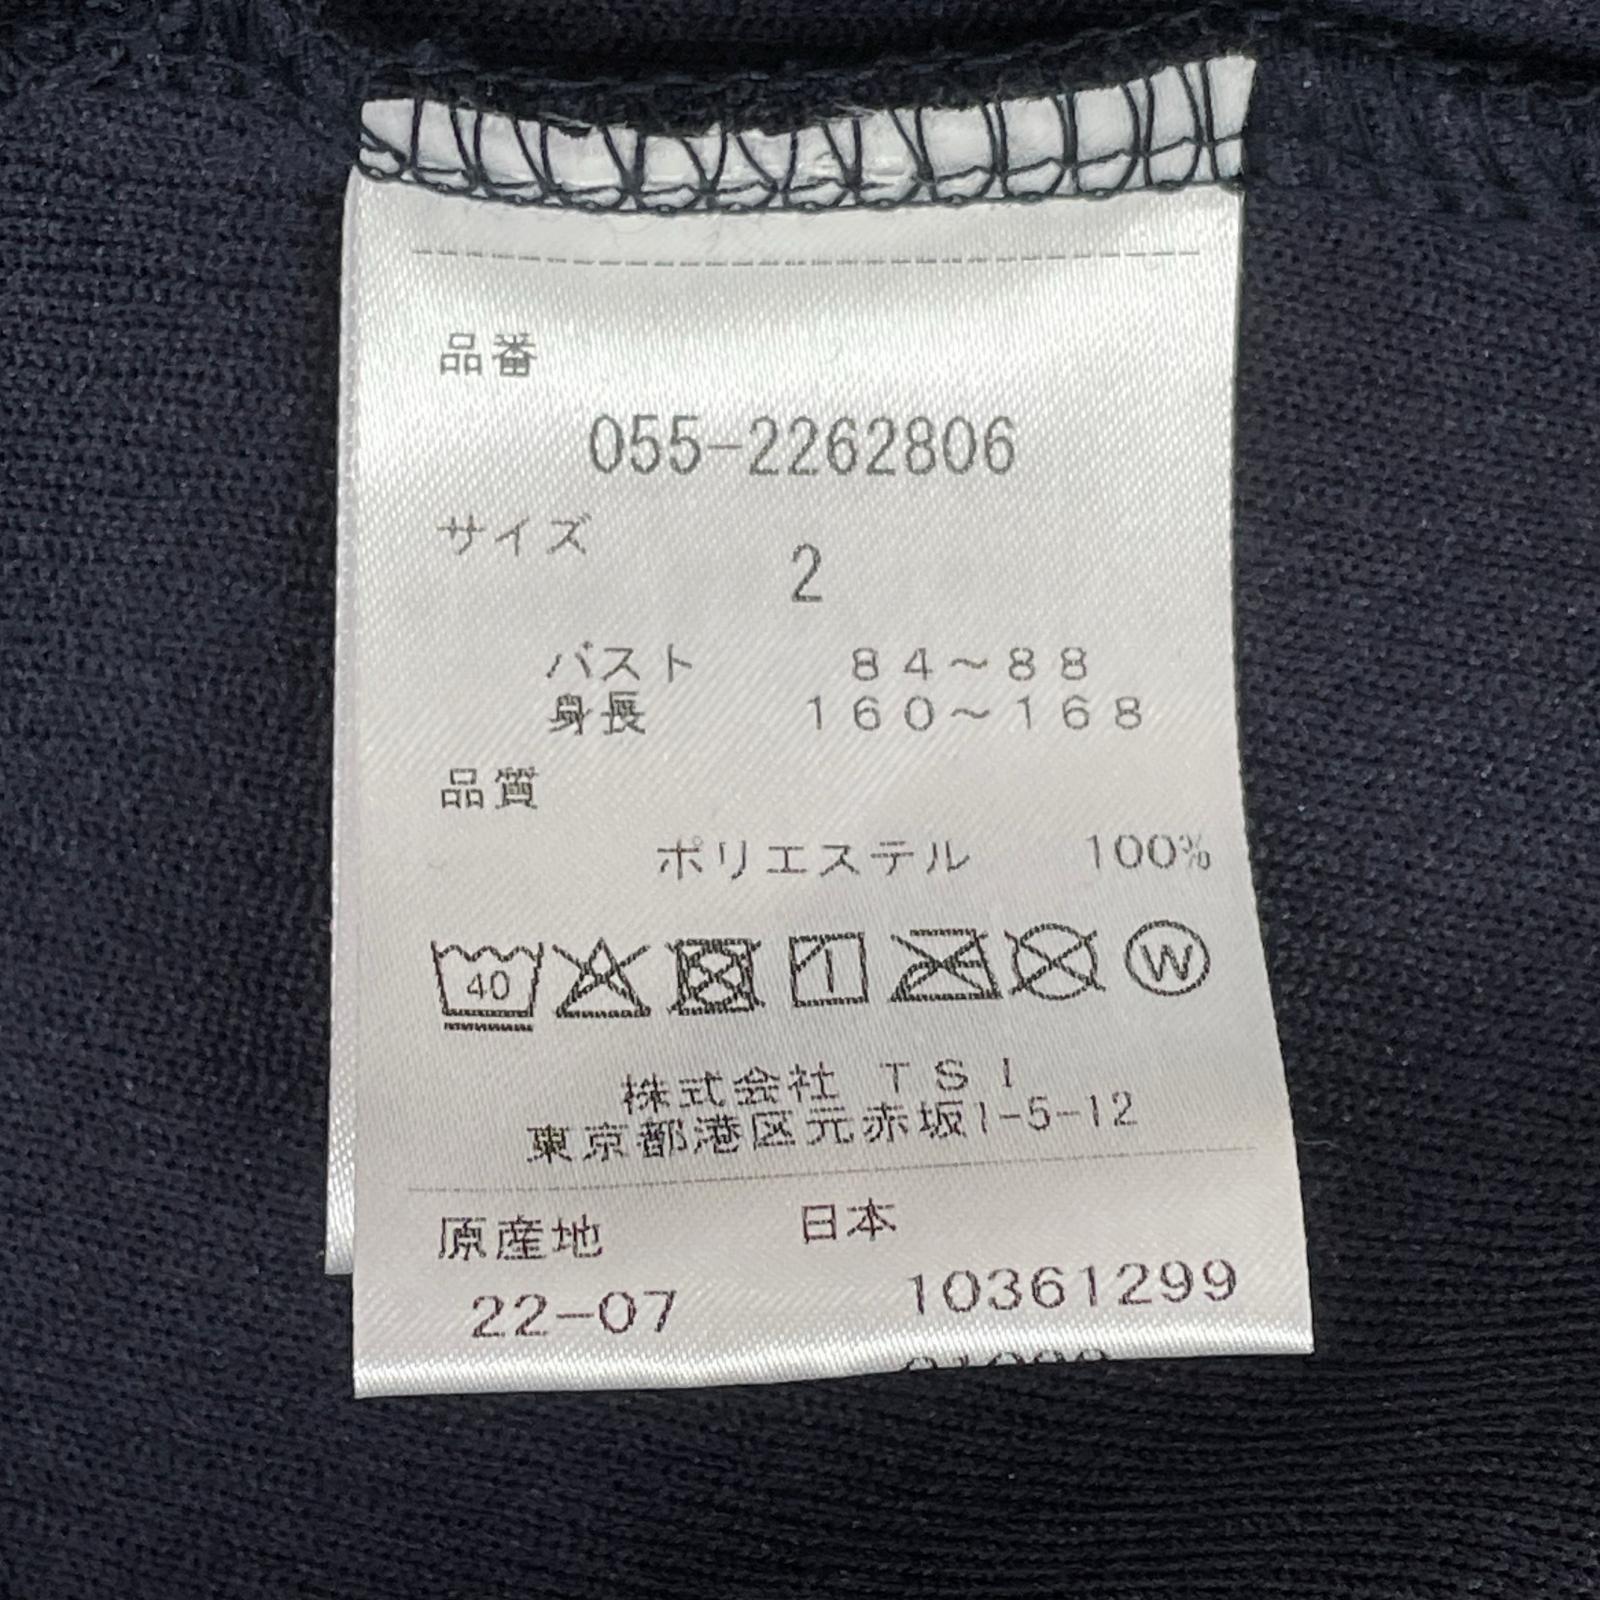 品番
055-2262806
サイズ
2
バスト 84～88
身長 160～168
品質
ポリエステル 100%
40 W
株式会社 TSI
東京都港区元赤坂1-5-12
原産地 日本
22-07 10361299